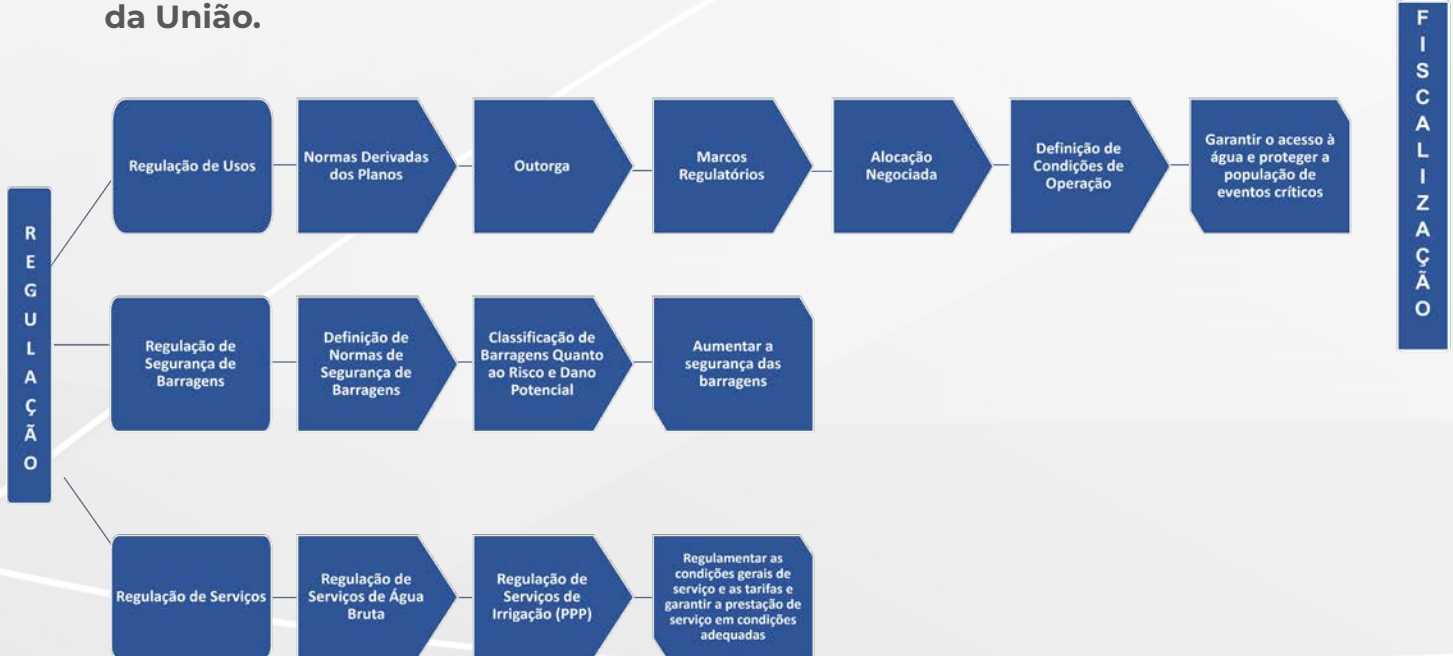 da União.
FISCALIZAÇÃO
REGULAÇÃO
Regulação de Usos
Normas Derivadas
dos Planos
Outorga
Marcos
Regulatórios
Alocação
Negociada
Definição de
Condições de
Operação
Garantir o acesso à
água e proteger a
população de
eventos críticos
Regulação de
Segurança de
Barragens
Definição de
Normas de
Segurança de
Barragens
Classificação de
Barragens Quanto
ao Risco e Dano
Potencial
Aumentar a
segurança das
barragens
Regulação de Serviços
Regulação de
Serviços de Água
Bruta
Regulação de
Serviços de
Irrigação (PPP)
Regulamentar as
condições gerais de
serviço e as tarifas e
garantir a prestação de
serviço em condições
adequadas